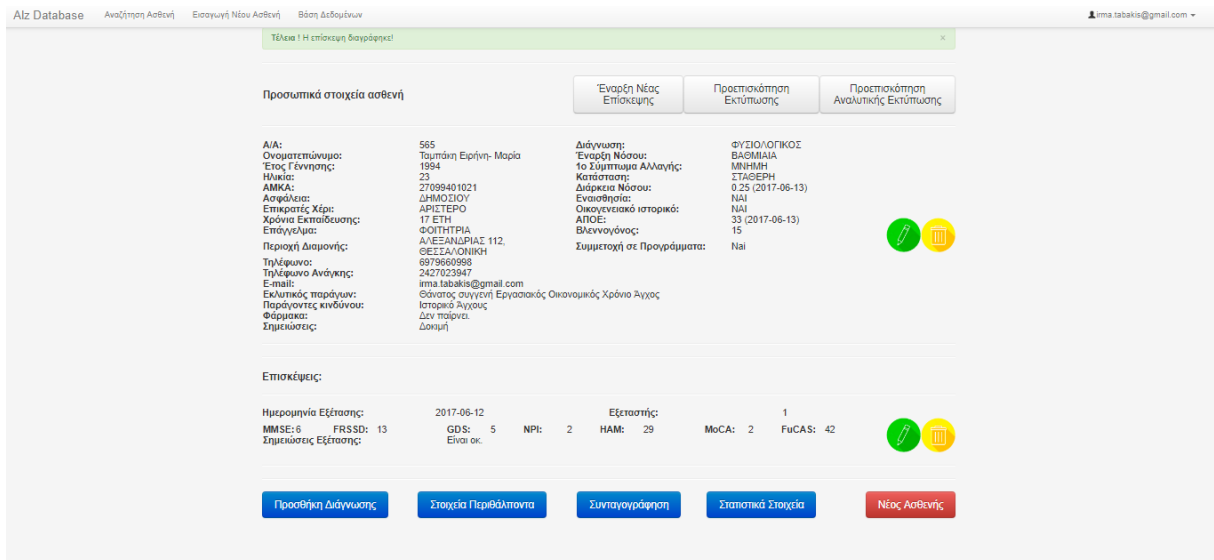 Alz Database Αναζήτηση Ασθενή Εισαγωγή Νέου Ασθενή Βάση Δεδομένων irma.tabakis@gmail.com
Τέλεια ! Η επίσκεψη διαγράφηκε! ×
Προσωπικά στοιχεία ασθενή
Έναρξη Νέας Επίσκεψης
Προεπισκόπηση Εκτύπωσης
Προεπισκόπηση Αναλυτικής Εκτύπωσης
Α/Α: 565 Διάγνωση: ΦΥΣΙΟΛΟΓΙΚΟΣ
Ονοματεπώνυμο: Ταμπάκη Ειρήνη- Μαρία Έναρξη Νόσου: ΒΑΘΜΙΑΙΑ
Έτος Γέννησης: 1994 1ο Σύμπτωμα Αλλαγής: ΜΝΗΜΗ
Ηλικία: 23 Κατάσταση: ΣΤΑΘΕΡΗ
ΑΜΚΑ: 27099401021 Διάρκεια Νόσου: 0.25 (2017-06-13)
Ασφάλεια: ΔΗΜΟΣΙΟΥ Εναισθησία: ΝΑΙ
Επικρατές Χέρι: ΑΡΙΣΤΕΡΟ Οικογενειακό ιστορικό: ΝΑΙ
Χρόνια Εκπαίδευσης: 17 ΕΤΗ ΑΠΟΕ: 33 (2017-06-13)
Επάγγελμα: ΦΟΙΤΗΤΡΙΑ Βλεννογόνος: 15
Περιοχή Διαμονής: ΑΛΕΞΑΝΔΡΙΑΣ 112, ΘΕΣΣΑΛΟΝΙΚΗ Συμμετοχή σε Προγράμματα: Ναi
Τηλέφωνο: 6979660998
Τηλέφωνο Ανάγκης: 2427023947
E-mail: irma.tabakis@gmail.com
Εκλυτικός παράγων: Θάνατος συγγενή Εργασιακός Οικονομικός Χρόνιο Άγχος
Παράγοντες κινδύνου: Ιστορικό Άγχους
Φάρμακα: Δεν παίρνει.
Σημειώσεις: Δοκιμή
Επισκέψεις:
Ημερομηνία Εξέτασης: 2017-06-12 Εξεταστής: 1
MMSE: 6 FRSSD: 13 GDS: 5 NPI: 2 HAM: 29 MoCA: 2 FuCAS: 42
Σημειώσεις Εξέτασης: Είναι οκ.
Προσθήκη Διάγνωσης Στοιχεία Περιθάλποντα Συνταγογράφηση Στατιστικά Στοιχεία Νέος Ασθενής